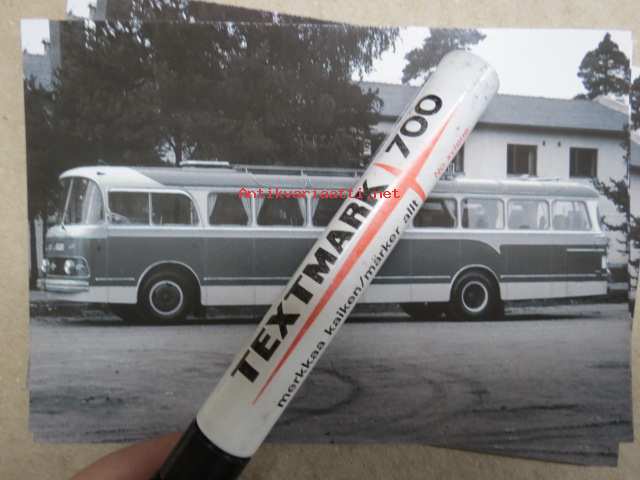 TEXTMARK 700
merkkaa kaiken/märker allt
Antikvariaatti.net